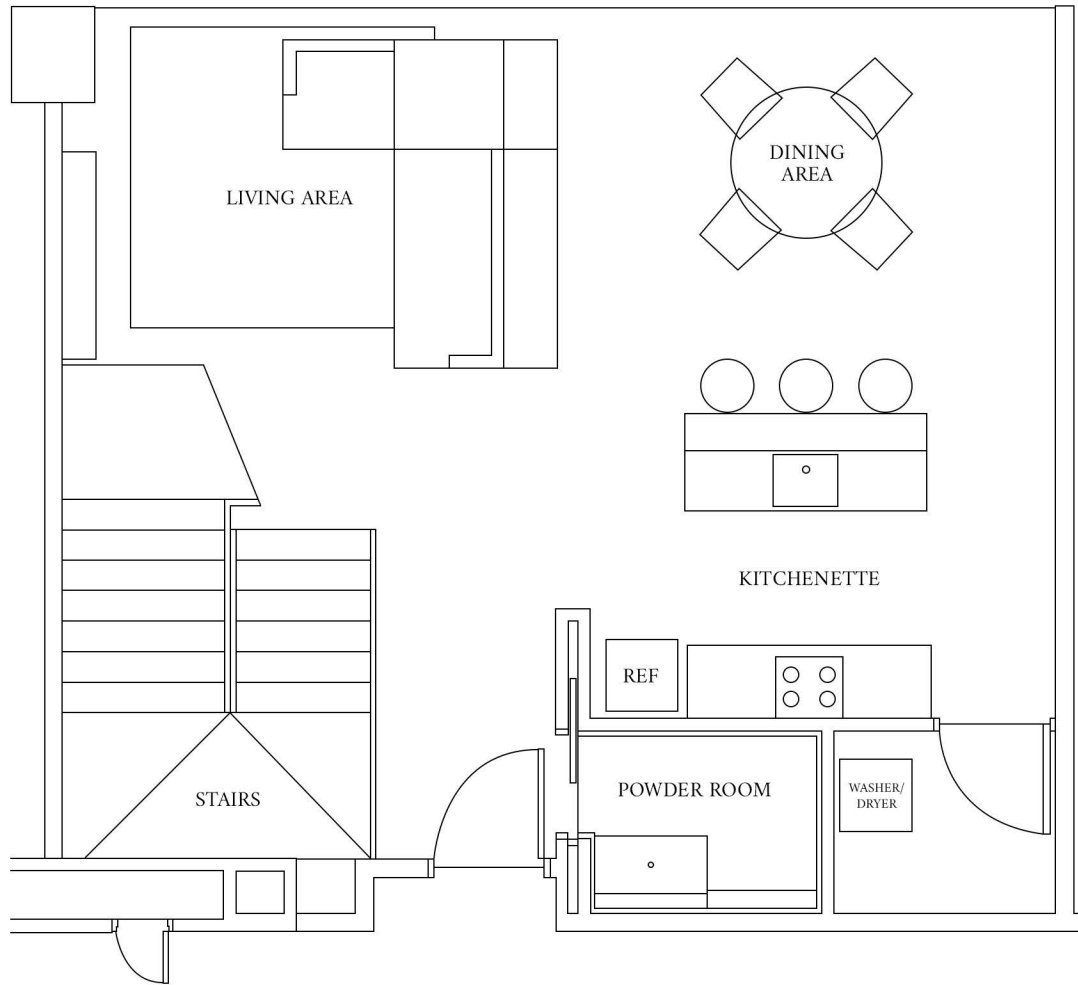 DINING
AREA
LIVING AREA
KITCHENETTE
REF
POWDER ROOM
WASHER/
DRYER
STAIRS